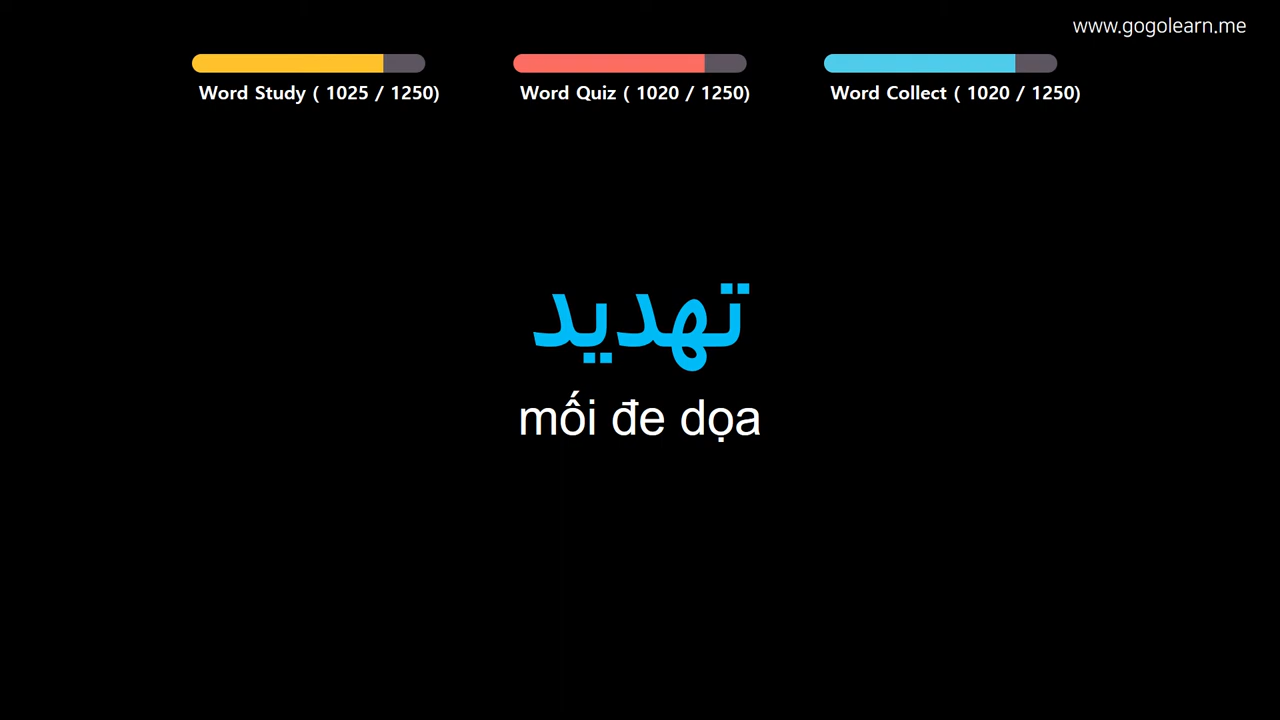 www.gogolearn.me
Word Study ( 1025 / 1250)
Word Quiz ( 1020 / 1250)
Word Collect ( 1020 / 1250)
تهديد
mối đe dọa